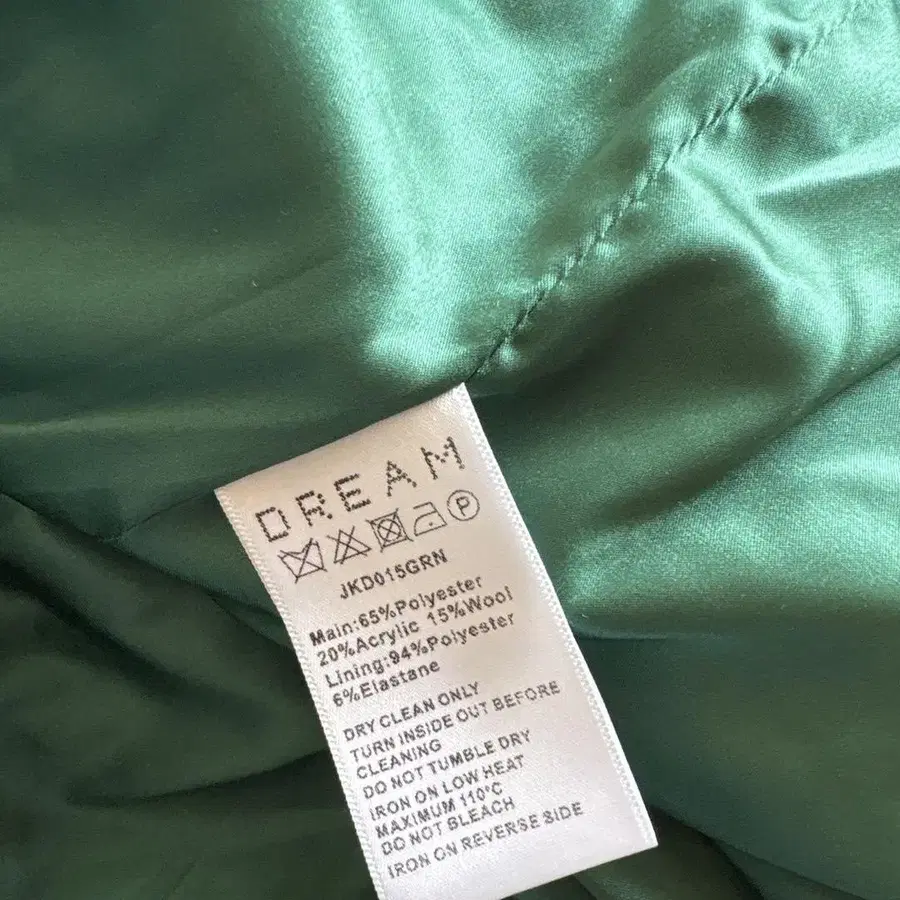 DREAM
P
JKD015GRN
Main:65%Polyester
20%Acrylic 15%Wool
Lining:94%Polyester
6%Elastane
DRY CLEAN ONLY
TURN INSIDE OUT BEFORE
CLEANING
DO NOT TUMBLE DRY
IRON ON LOW HEAT
MAXIMUM 110°C
DO NOT BLEACH
IRON ON REVERSE SIDE